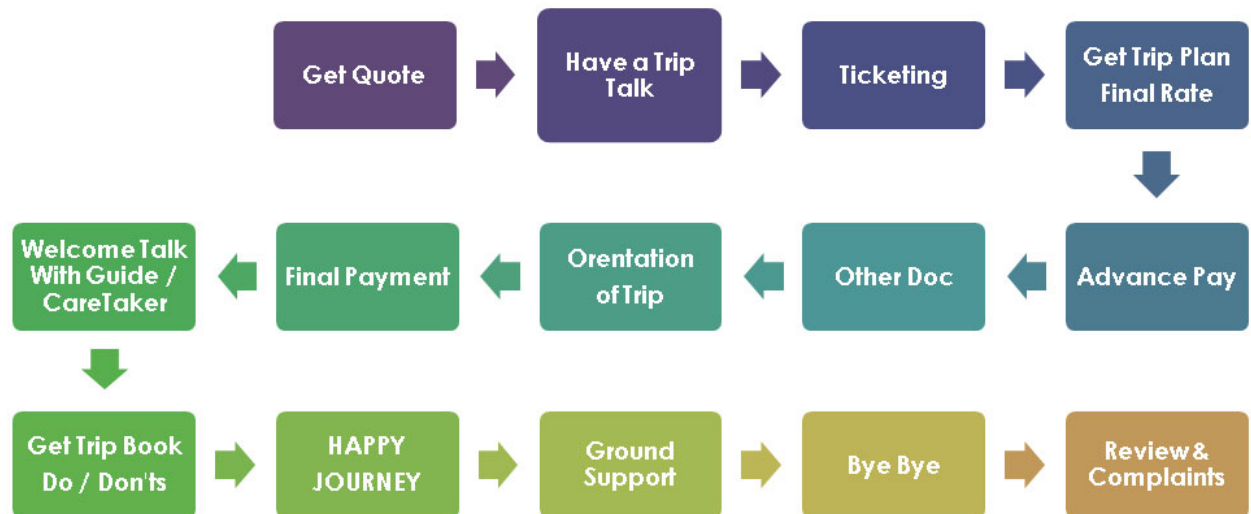 Get Quote
Have a Trip
Talk
Ticketing
Get Trip Plan
Final Rate
Advance Pay
Other Doc
Orentation
of Trip
Final Payment
Welcome Talk
With Guide /
CareTaker
Get Trip Book
Do / Don'ts
HAPPY
JOURNEY
Ground
Support
Bye Bye
Review &
Complaints